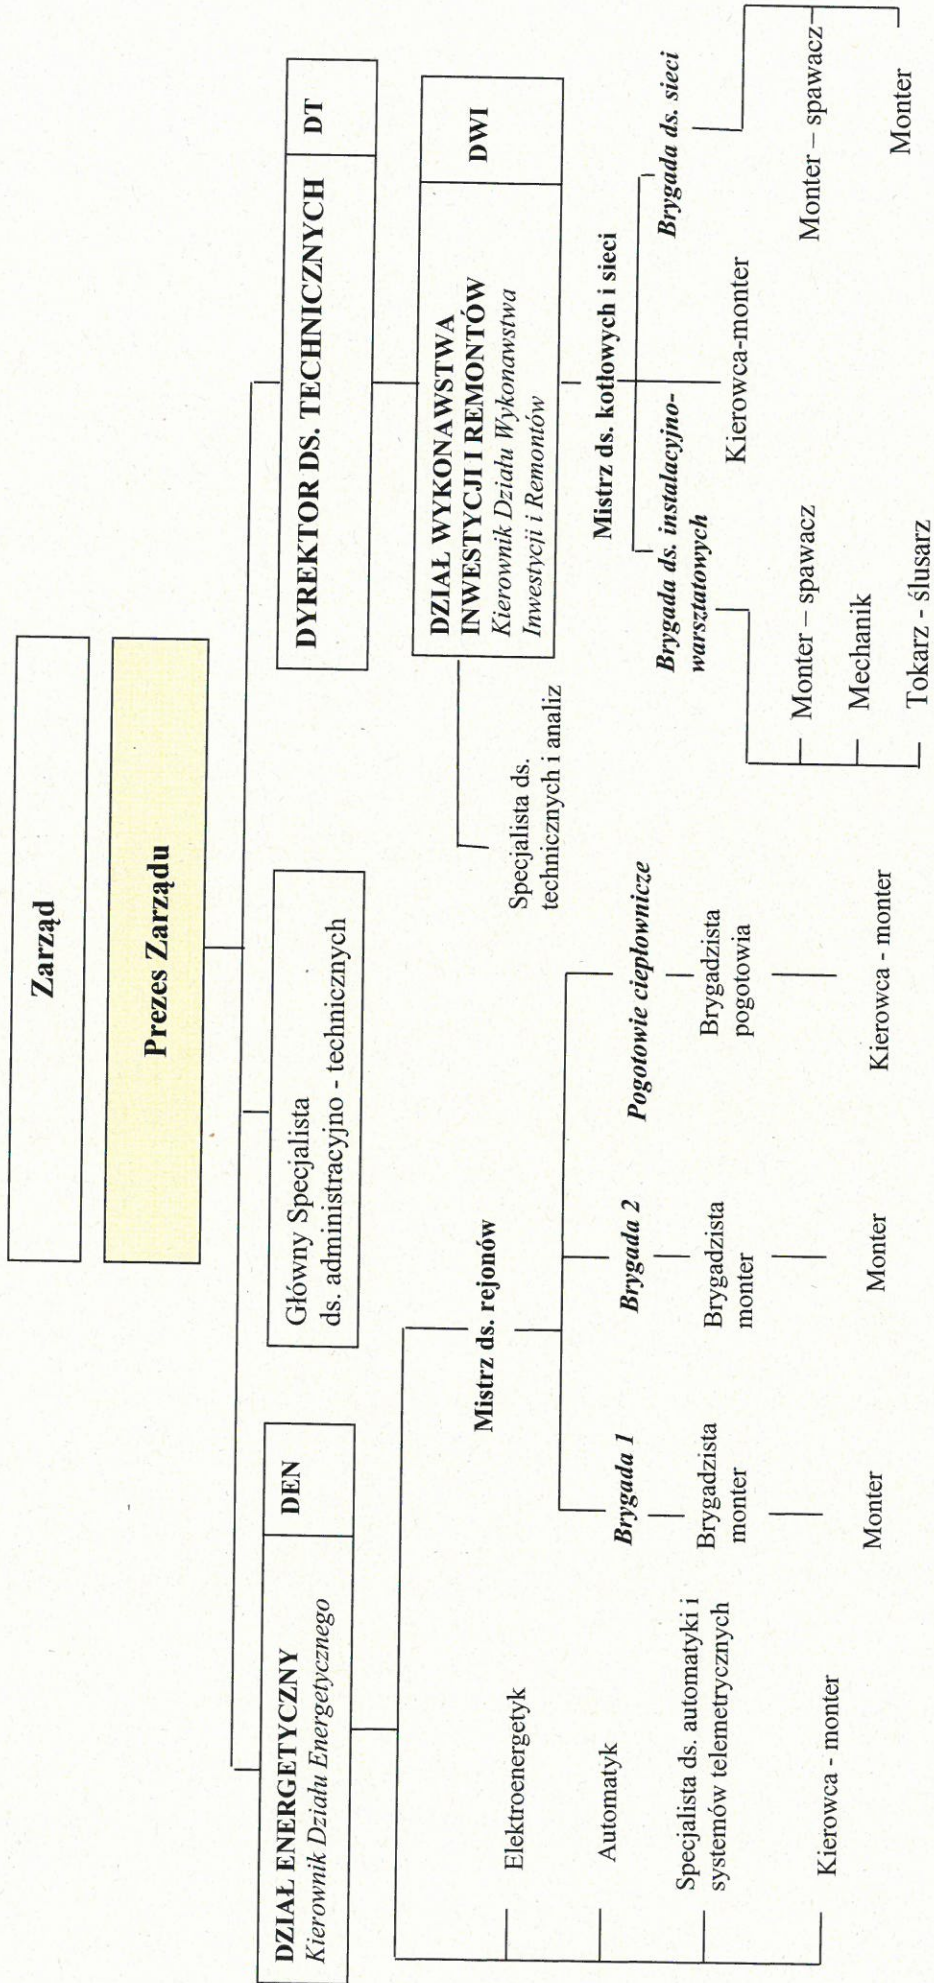 Zarząd
Prezes Zarządu
DZIAŁ ENERGETYCZNY
Kierownik Działu Energetycznego
DEN
Główny Specjalista
ds. administracyjno - technicznych
DYREKTOR DS. TECHNICZNYCH
DT
DZIAŁ WYKONAWSTWA
INWESTYCJI I REMONTÓW
Kierownik Działu Wykonawstwa
Inwestycji i Remontów
DWI
Specjalista ds.
technicznych i analiz
Elektroenergetyk
Automatyk
Specjalista ds. automatyki i
systemów telemetrycznych
Kierowca - monter
Mistrz ds. rejonów
Brygada 1
Brygadzista
monter
Monter
Brygada 2
Brygadzista
monter
Monter
Pogotowie ciepłownicze
Brygadzista
pogotowia
Kierowca - monter
Mistrz ds. kotłowych i sieci
Brygada ds. instalacyjno-
warsztatowych
Monter – spawacz
Mechanik
Tokarz - ślusarz
Kierowca-monter
Brygada ds. sieci
Monter – spawacz
Monter